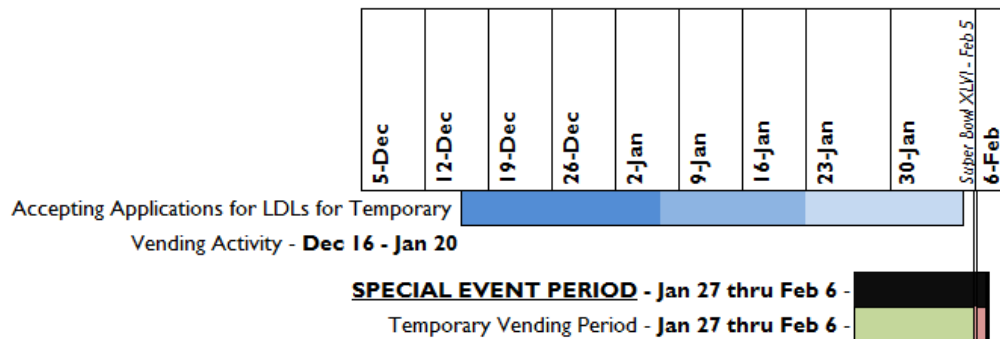 5-Dec
12-Dec
19-Dec
26-Dec
2-Jan
9-Jan
16-Jan
23-Jan
30-Jan
Super Bowl XLVI - Feb 5
6-Feb
Accepting Applications for LDLs for Temporary
Vending Activity - Dec 16 - Jan 20
SPECIAL EVENT PERIOD - Jan 27 thru Feb 6 -
Temporary Vending Period - Jan 27 thru Feb 6 -